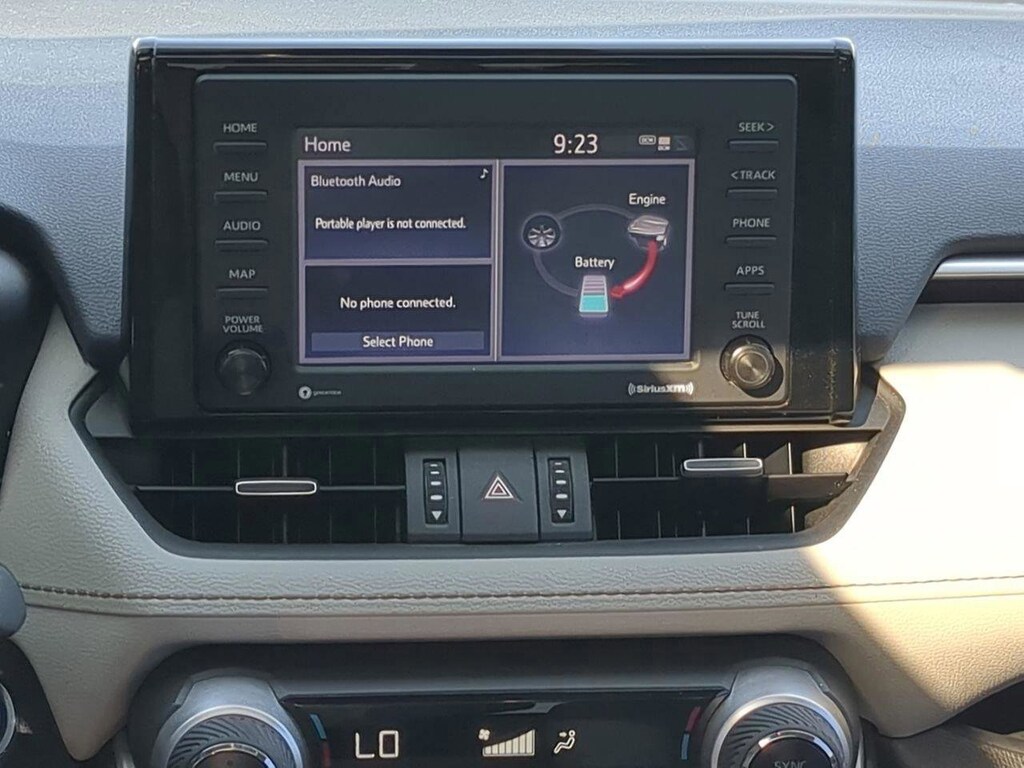 HOME
MENU
AUDIO
MAP
POWER
VOLUME
Home
9:23
DCM
Bluetooth Audio
Portable player is not connected.
No phone connected.
Select Phone
Engine
Battery
SEEK >
< TRACK
PHONE
APPS
TUNE
SCROLL
SiriusXM
LO
SYNC